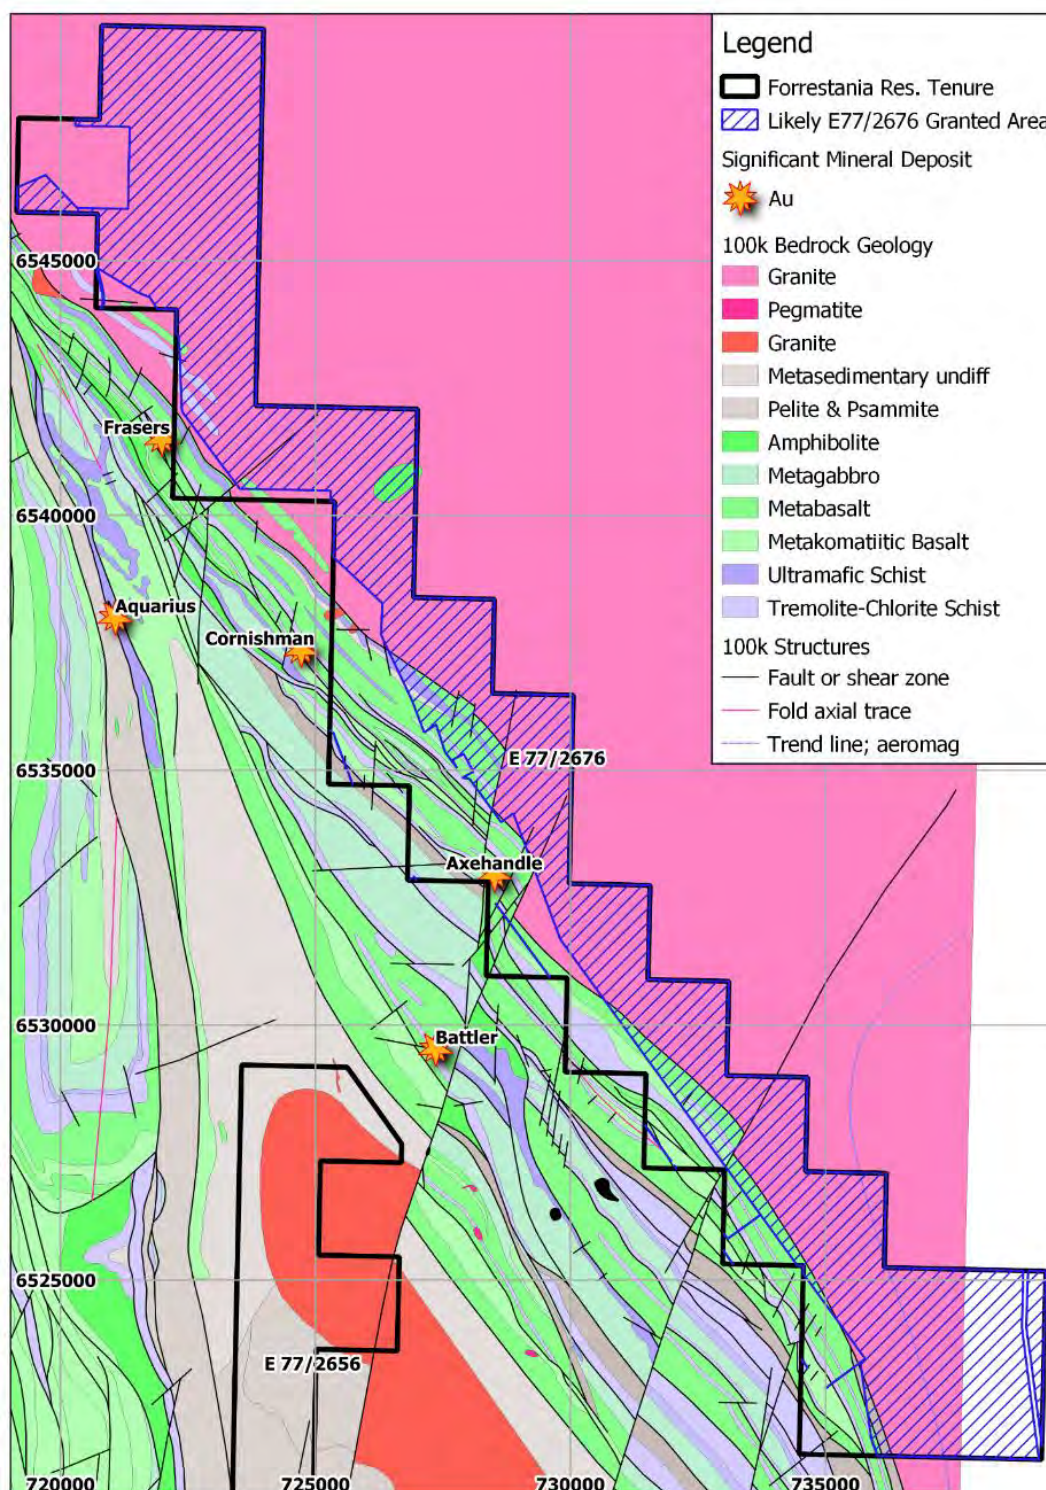 Legend
Forrestania Res. Tenure
Likely E77/2676 Granted Area
Significant Mineral Deposit
Au
100k Bedrock Geology
Granite
Pegmatite
Granite
Metasedimentary undiff
Pelite & Psammite
Amphibolite
Metagabbro
Metabasalt
Metakomatiitic Basalt
Ultramafic Schist
Tremolite-Chlorite Schist
100k Structures
Fault or shear zone
Fold axial trace
Trend line; aeromag
6545000
Frasers
6540000
Aquarius
Cornishman
E 77/2676
6535000
Axehandle
6530000
Battler
6525000
E 77/2656
720000
725000
730000
735000